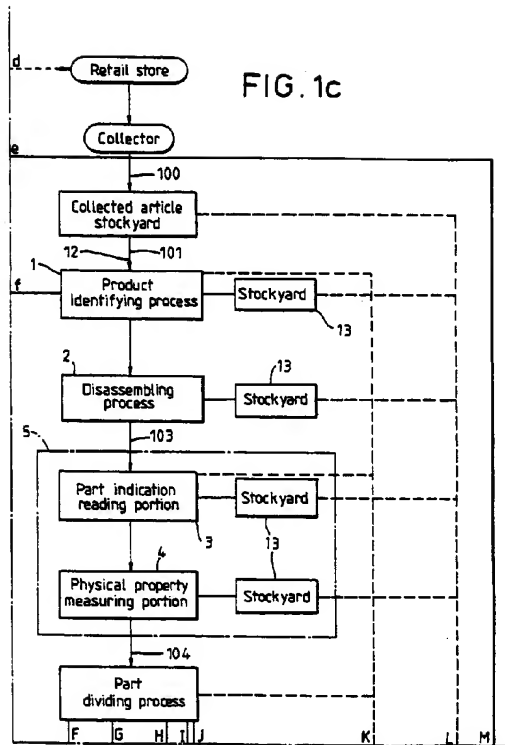 d
Retail store
FIG. 1c
Collector
e
100
Collected article
stockyard
12
101
1
Product
identifying process
Stockyard
f
13
2
Disassembling
process
13
Stockyard
103
5
Part indication
reading portion
Stockyard
3
13
4
Physical property
measuring portion
Stockyard
104
Part
dividing process
F G H I J K L M